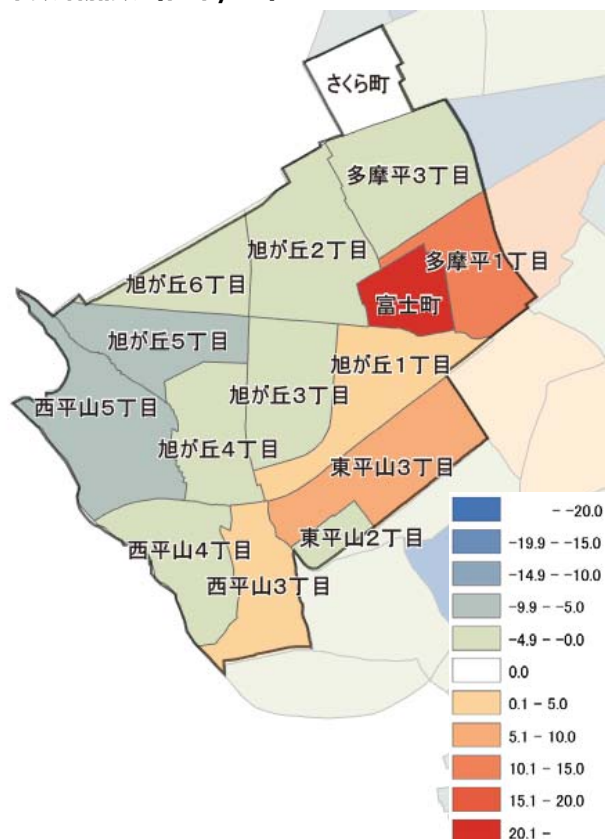 さくら町
多摩平3丁目
旭が丘2丁目
多摩平1丁目
旭が丘6丁目
富士町
旭が丘5丁目
旭が丘1丁目
旭が丘3丁目
西平山5丁目
旭が丘4丁目
東平山3丁目
東平山2丁目
西平山4丁目
西平山3丁目
- -20.0
-19.9 - -15.0
-14.9 - -10.0
-9.9 - -5.0
-4.9 - -0.0
0.0
0.1 - 5.0
5.1 - 10.0
10.1 - 15.0
15.1 - 20.0
20.1 -